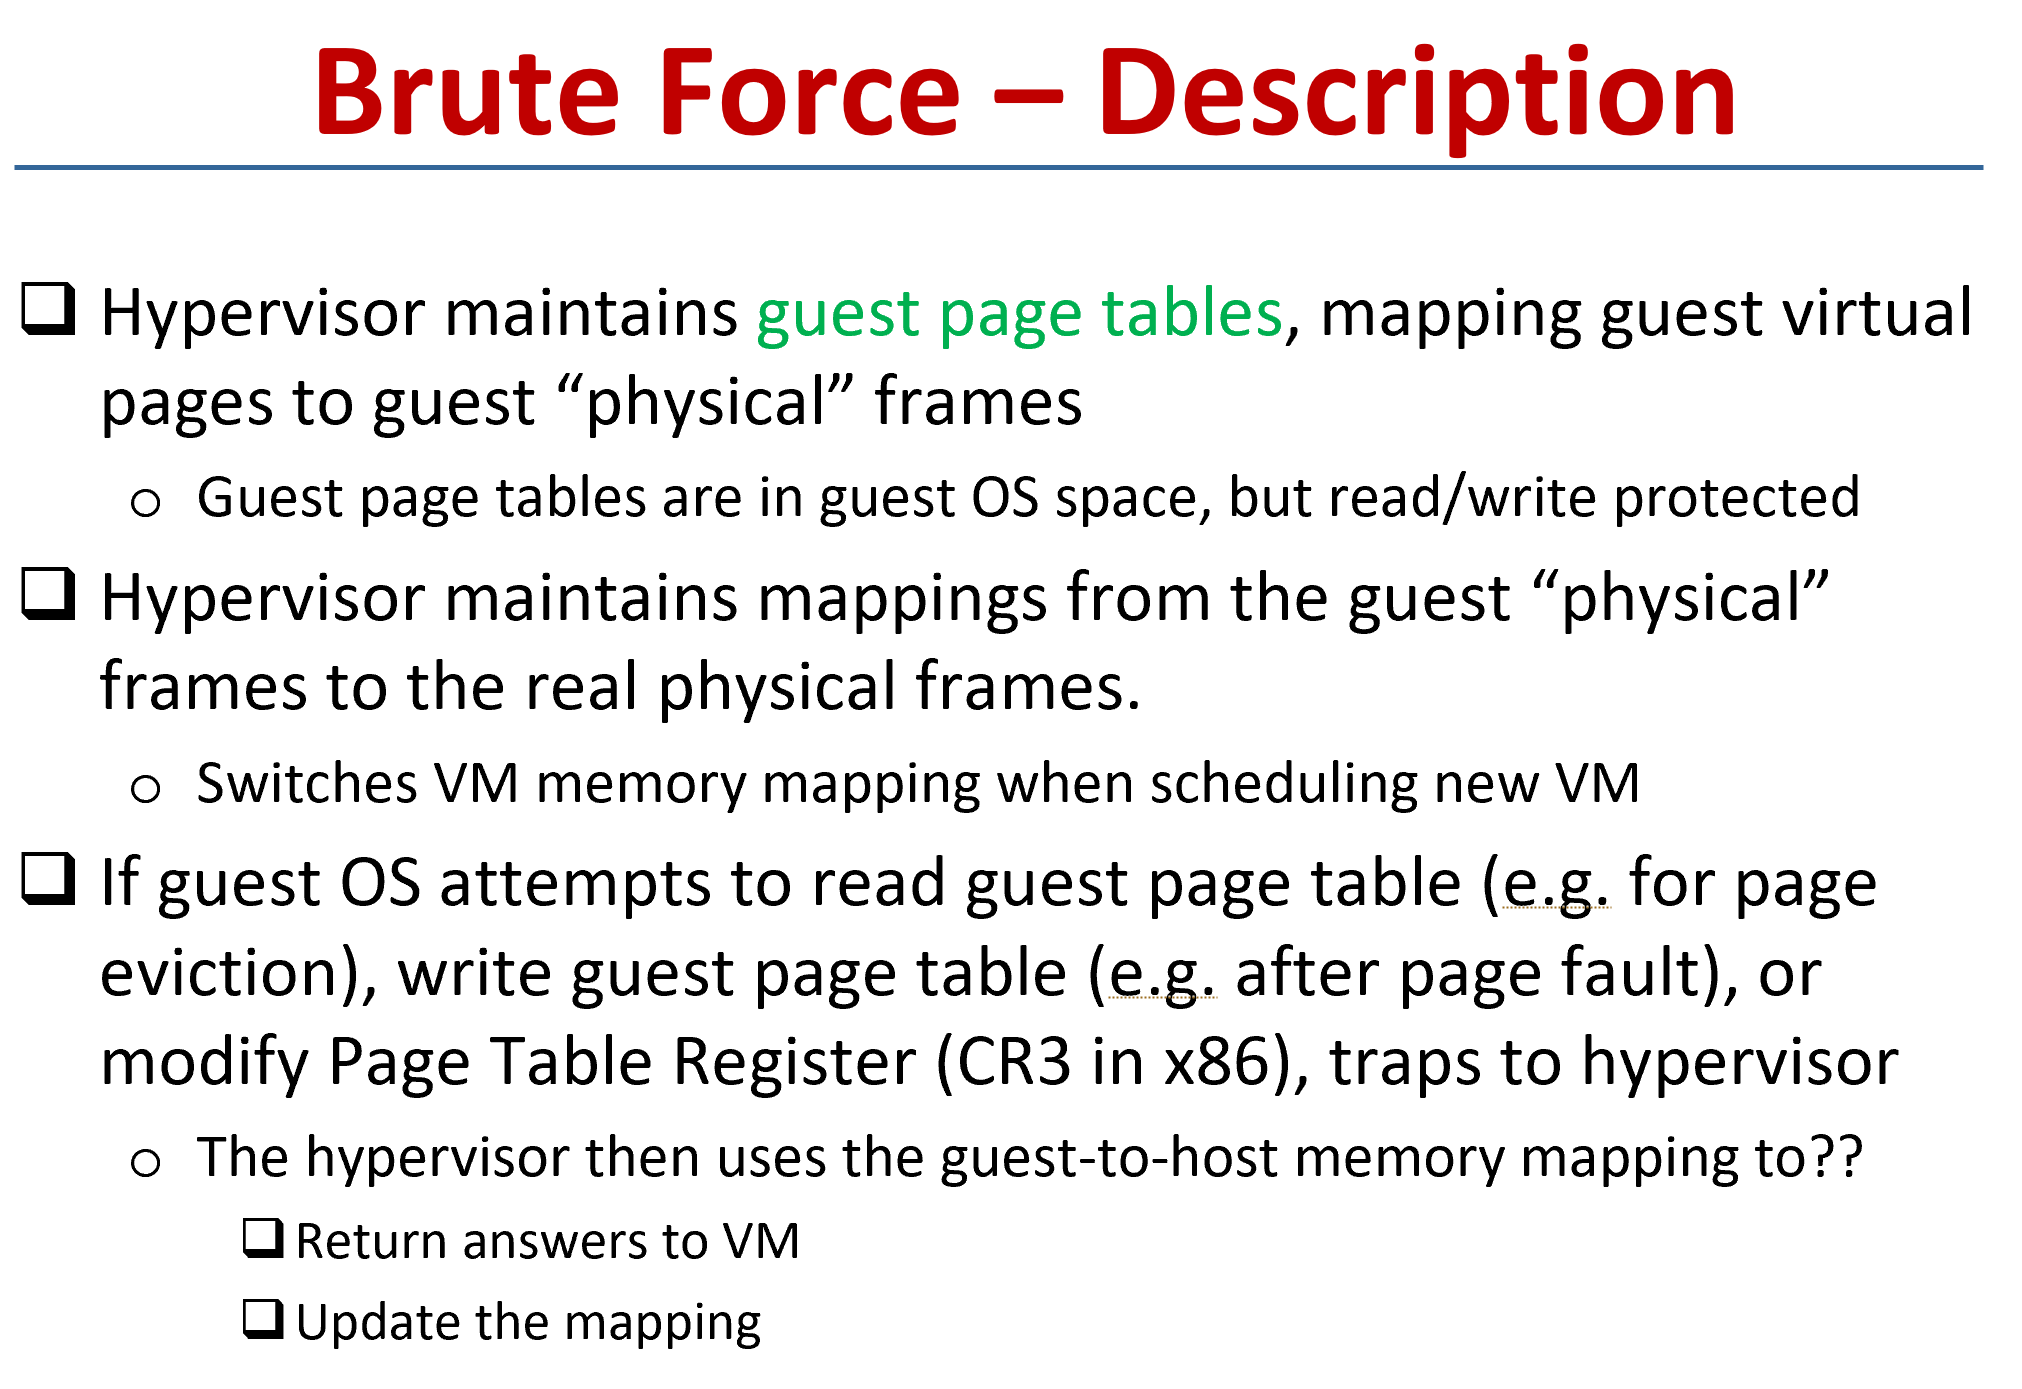 Brute Force – Description
Hypervisor maintains guest page tables, mapping guest virtual
pages to guest “physical” frames
Guest page tables are in guest OS space, but read/write protected
Hypervisor maintains mappings from the guest “physical”
frames to the real physical frames.
Switches VM memory mapping when scheduling new VM
If guest OS attempts to read guest page table (e.g. for page
eviction), write guest page table (e.g. after page fault), or
modify Page Table Register (CR3 in x86), traps to hypervisor
The hypervisor then uses the guest-to-host memory mapping to??
Return answers to VM
Update the mapping